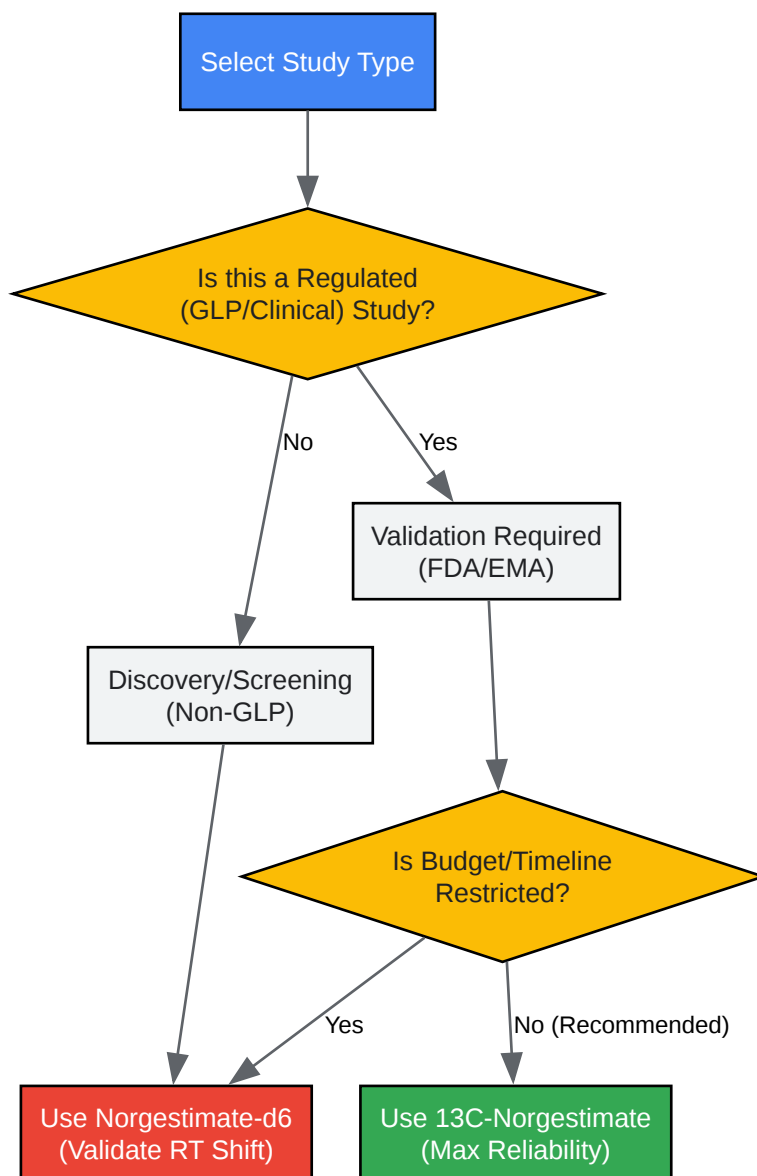 Select Study Type
Is this a Regulated
(GLP/Clinical) Study?
No
Yes
Validation Required
(FDA/EMA)
Discovery/Screening
(Non-GLP)
Is Budget/Timeline
Restricted?
Yes
No (Recommended)
Use Norgestimate-d6
(Validate RT Shift)
Use 13C-Norgestimate
(Max Reliability)